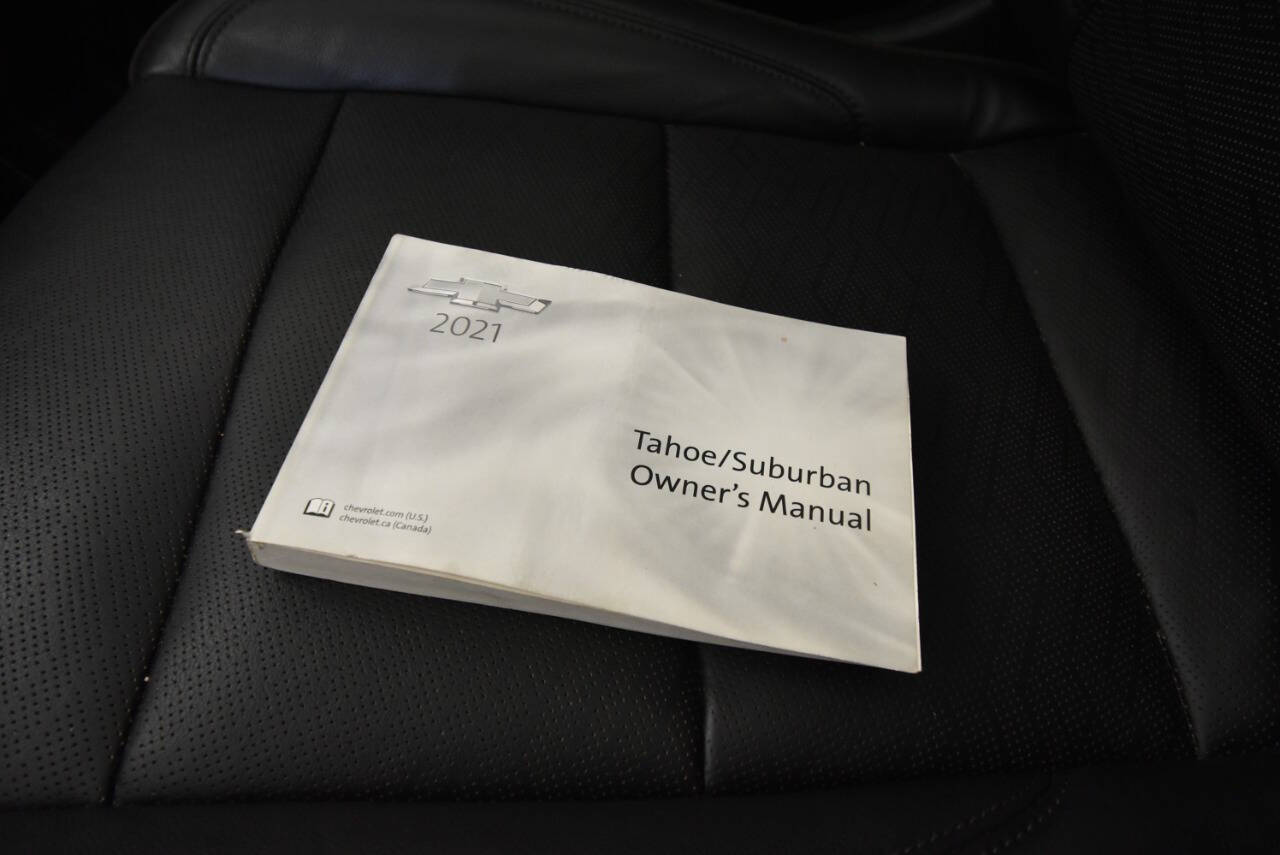 2021
Tahoe/Suburban
Owner's Manual
chevrolet.com (U.S.)
chevrolet.ca (Canada)